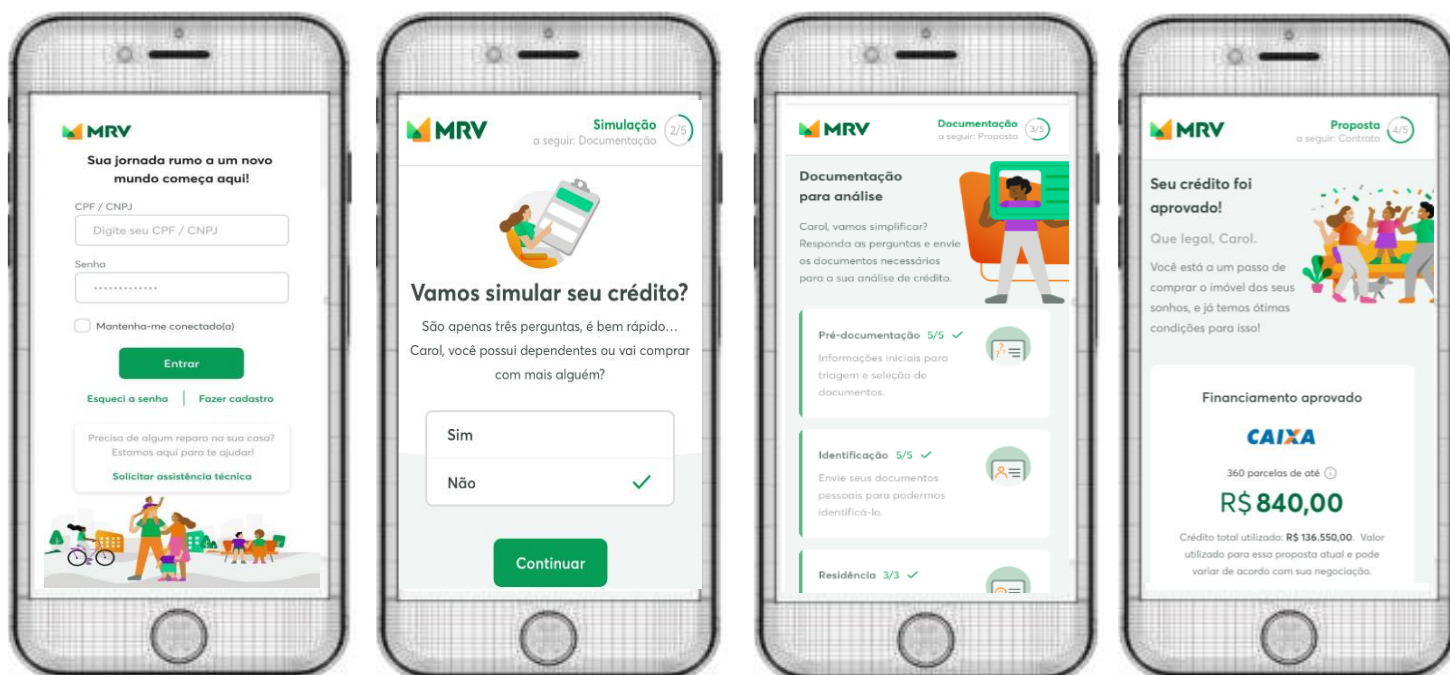 MRV
Sua jornada rumo a um novo
mundo começa aqui!
CPF / CNPJ
Digite seu CPF / CNPJ
Senha
Mantenha-me conectado(a)
Entrar
Esqueci a senha | Fazer cadastro
Precisa de algum reparo na sua casa?
Estamos aqui para te ajudar!
Solicitar assistência técnica
MRV
Simulação
a seguir: Documentação
2/5
Vamos simular seu crédito?
São apenas três perguntas, é bem rápido...
Carol, você possui dependentes ou vai comprar
com mais alguém?
Sim
Não
Continuar
MRV
Documentação
a seguir: Proposta
3/5
Documentação
para análise
Carol, vamos simplificar?
Responda as perguntas e envie
os documentos necessários
para a sua análise de crédito.
Pré-documentação 5/5
Informações iniciais para
triagem e seleção de
documentos.
Identificação 5/5
Envie seus documentos
pessoais para podermos
identificá-lo.
Residência 3/3
MRV
Proposta
a seguir: Contrato
4/5
Seu crédito foi
aprovado!
Que legal, Carol.
Você está a um passo de
comprar o imóvel dos seus
sonhos, e já temos ótimas
condições para isso!
Financiamento aprovado
CAIXA
360 parcelas de até
R$ 840,00
Crédito total utilizado: R$ 136.550,00. Valor
utilizado para essa proposta atual e pode
variar de acordo com sua negociação.